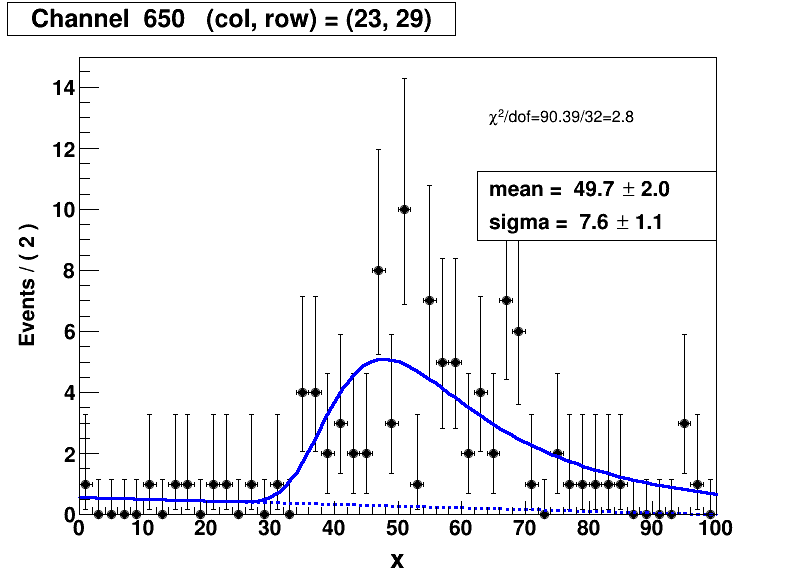 Channel 650 (col, row) = (23, 29)
χ²/dof=90.39/32=2.8
mean = 49.7 ± 2.0
sigma = 7.6 ± 1.1
Events / ( 2 )
14
12
10
8
6
4
2
0
0 10 20 30 40 50 60 70 80 90 100
x